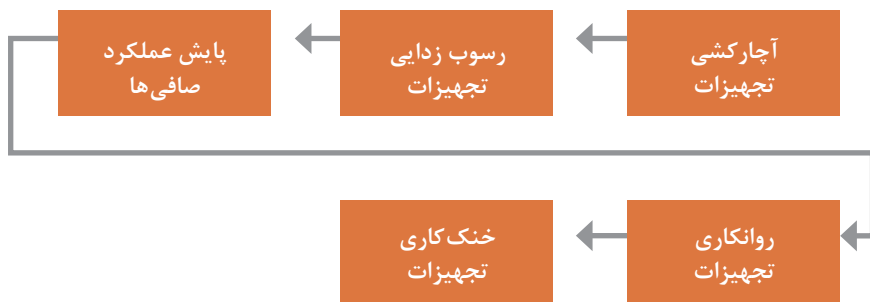 آچارکشی
تجهیزات
رسوب زدایی
تجهیزات
پایش عملکرد
صافی‌ها
روانکاری
تجهیزات
خنک‌کاری
تجهیزات